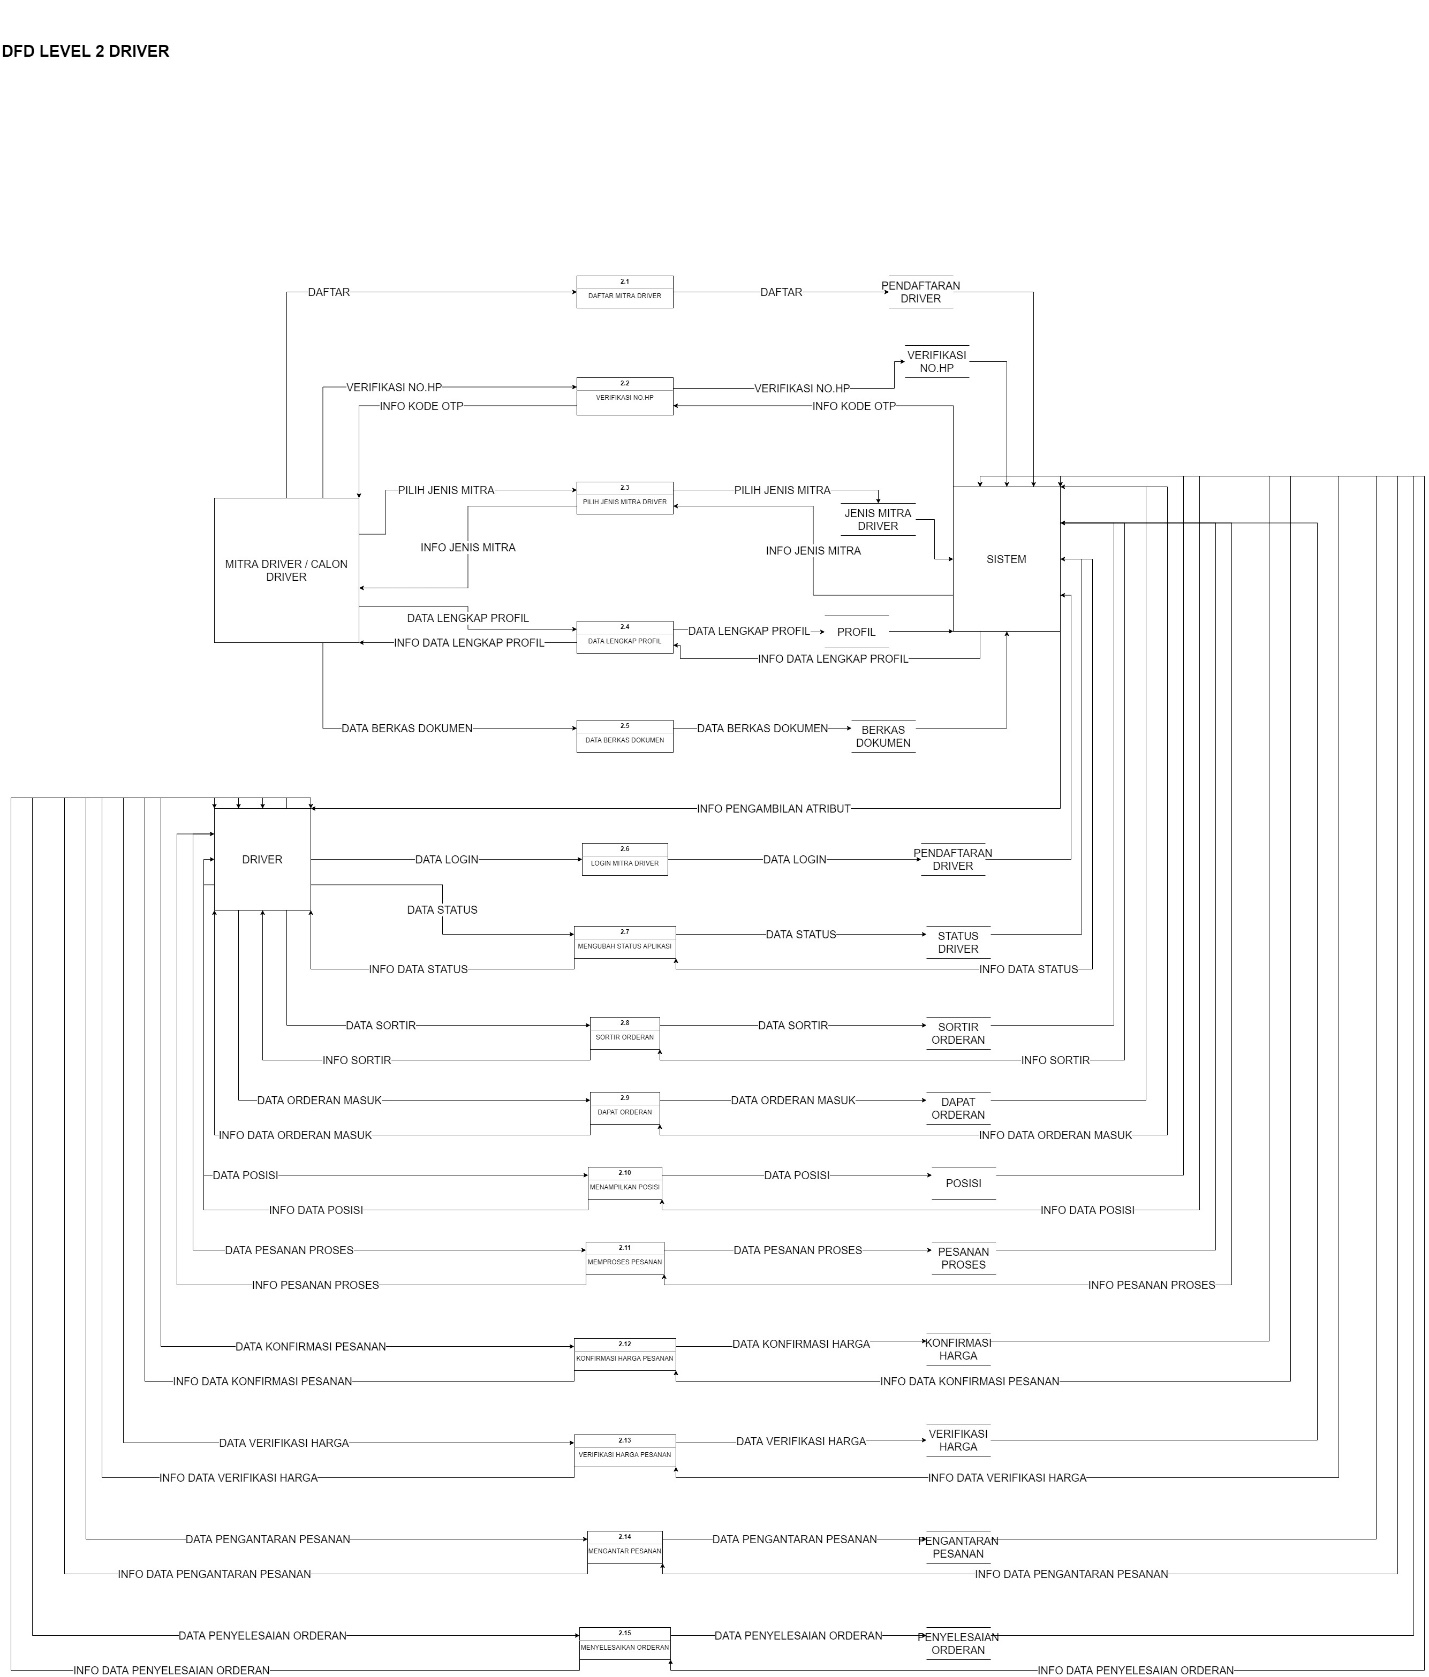 DFD LEVEL 2 DRIVER
DAFTAR
2.1
DAFTAR MITRA DRIVER
DAFTAR
PENDAFTARAN
DRIVER
VERIFIKASI
NO.HP
VERIFIKASI NO.HP
2.2
VERIFIKASI NO.HP
VERIFIKASI NO.HP
INFO KODE OTP
INFO KODE OTP
PILIH JENIS MITRA
2.3
PILIH JENIS MITRA DRIVER
PILIH JENIS MITRA
JENIS MITRA
DRIVER
INFO JENIS MITRA
INFO JENIS MITRA
MITRA DRIVER / CALON
DRIVER
SISTEM
DATA LENGKAP PROFIL
2.4
DATA LENGKAP PROFIL
DATA LENGKAP PROFIL
PROFIL
INFO DATA LENGKAP PROFIL
INFO DATA LENGKAP PROFIL
DATA BERKAS DOKUMEN
2.5
DATA BERKAS DOKUMEN
DATA BERKAS DOKUMEN
BERKAS
DOKUMEN
INFO PENGAMBILAN ATRIBUT
DRIVER
DATA LOGIN
2.6
LOGIN MITRA DRIVER
DATA LOGIN
PENDAFTARAN
DRIVER
DATA STATUS
2.7
MENGUBAH STATUS APLIKASI
DATA STATUS
STATUS
DRIVER
INFO DATA STATUS
INFO DATA STATUS
DATA SORTIR
2.8
SORTIR ORDERAN
DATA SORTIR
SORTIR
ORDERAN
INFO SORTIR
INFO SORTIR
DATA ORDERAN MASUK
2.9
DAPAT ORDERAN
DATA ORDERAN MASUK
DAPAT
ORDERAN
INFO DATA ORDERAN MASUK
INFO DATA ORDERAN MASUK
DATA POSISI
2.10
MENAMPILKAN POSISI
DATA POSISI
POSISI
INFO DATA POSISI
INFO DATA POSISI
DATA PESANAN PROSES
2.11
MEMPROSES PESANAN
DATA PESANAN PROSES
PESANAN
PROSES
INFO PESANAN PROSES
INFO PESANAN PROSES
DATA KONFIRMASI PESANAN
2.12
KONFIRMASI HARGA PESANAN
DATA KONFIRMASI HARGA
KONFIRMASI
HARGA
INFO DATA KONFIRMASI PESANAN
INFO DATA KONFIRMASI PESANAN
DATA VERIFIKASI HARGA
2.13
VERIFIKASI HARGA PESANAN
DATA VERIFIKASI HARGA
VERIFIKASI
HARGA
INFO DATA VERIFIKASI HARGA
INFO DATA VERIFIKASI HARGA
DATA PENGANTARAN PESANAN
2.14
MENGANTAR PESANAN
DATA PENGANTARAN PESANAN
PENGANTARAN
PESANAN
INFO DATA PENGANTARAN PESANAN
INFO DATA PENGANTARAN PESANAN
DATA PENYELESAIAN ORDERAN
2.15
MENYELESAIKAN ORDERAN
DATA PENYELESAIAN ORDERAN
PENYELESAIAN
ORDERAN
INFO DATA PENYELESAIAN ORDERAN
INFO DATA PENYELESAIAN ORDERAN